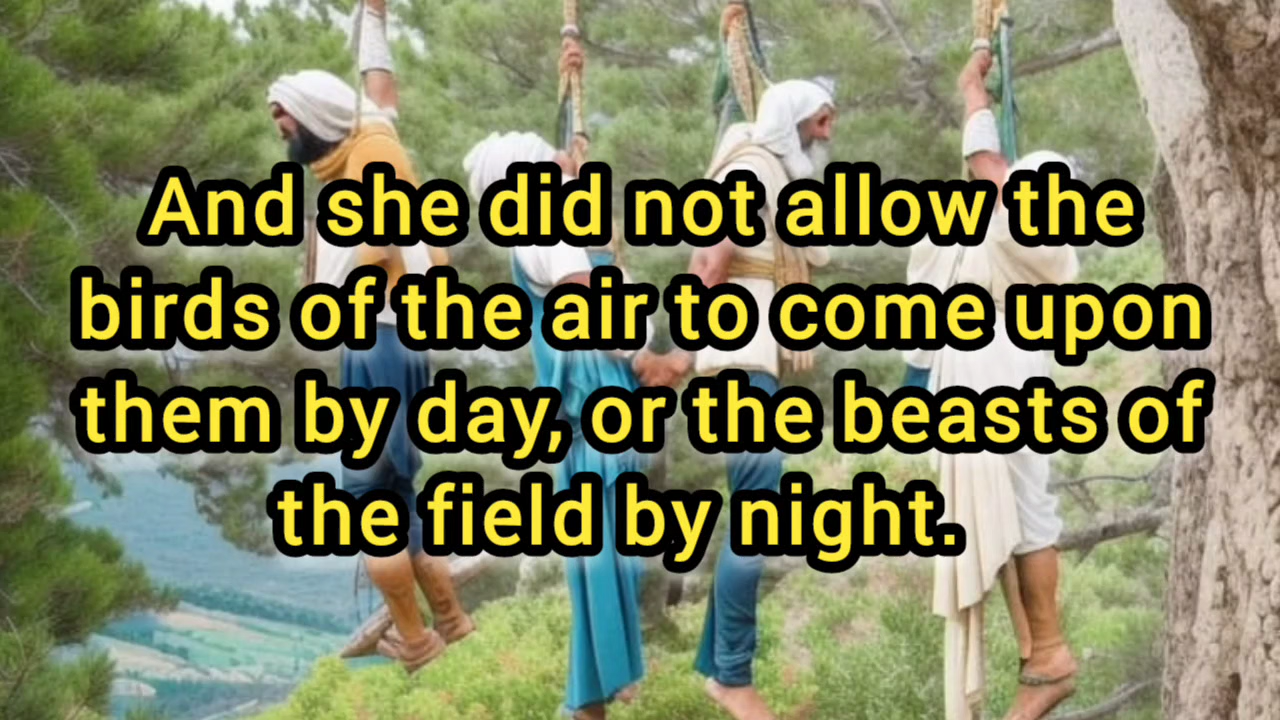 And she did not allow the
birds of the air to come upon
them by day, or the beasts of
the field by night.